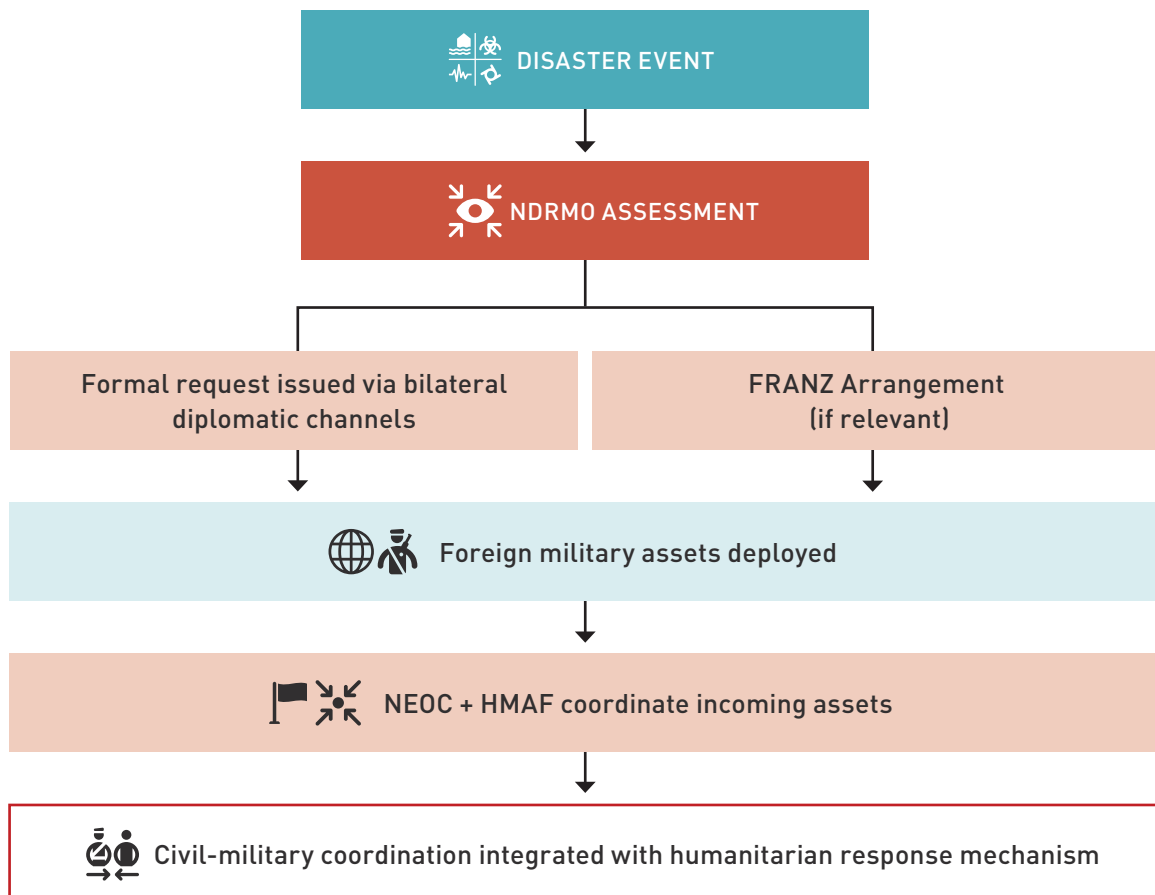 DISASTER EVENT
NDRMO ASSESSMENT
Formal request issued via bilateral
diplomatic channels
FRANZ Arrangement
(if relevant)
Foreign military assets deployed
NEOC + HMAF coordinate incoming assets
Civil-military coordination integrated with humanitarian response mechanism